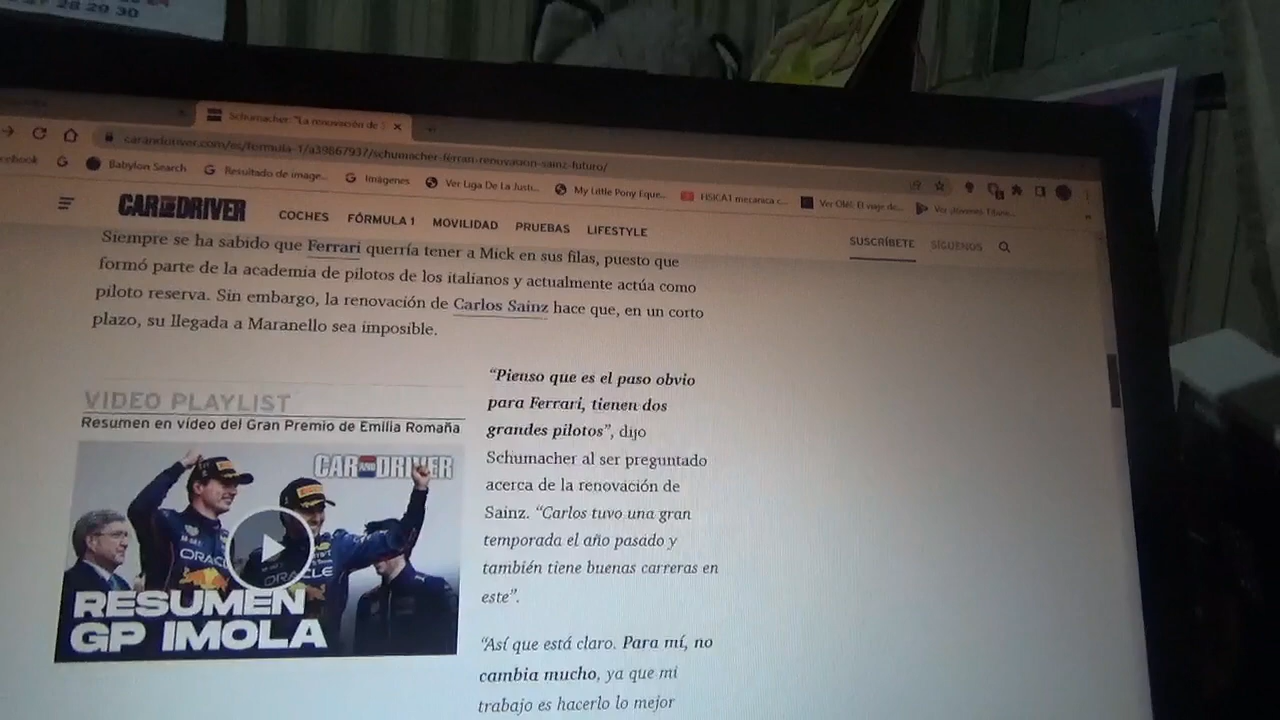 28 29 30
Schumacher: "La renovación de
carandriver.com/es/formula-1/a39867937/schumacher-ferrari-renovacion-sainz-futuro/
Babylon Search
Resultado de image...
Imágenes
Ver Liga De La Justi...
My Little Pony Eque...
FISICA1 mecanica c...
CAR AND DRIVER
COCHES
FÓRMULA 1
MOVILIDAD
PRUEBAS
LIFESTYLE
SUSCRÍBETE
SÍGUENOS
Siempre se ha sabido que Ferrari querría tener a Mick en sus filas, puesto que
formó parte de la academia de pilotos de los italianos y actualmente actúa como
piloto reserva. Sin embargo, la renovación de Carlos Sainz hace que, en un corto
plazo, su llegada a Maranello sea imposible.
VIDEO PLAYLIST
Resumen en vídeo del Gran Premio de Emilia Romaña
CAR AND DRIVER
ORACLE
ORACLE
RESUMEN
GP IMOLA
“Pienso que es el paso obvio
para Ferrari, tienen dos
grandes pilotos”, dijo
Schumacher al ser preguntado
acerca de la renovación de
Sainz. “Carlos tuvo una gran
temporada el año pasado y
también tiene buenas carreras en
este”.
“Así que está claro. Para mí, no
cambia mucho, ya que mi
trabajo es hacerlo lo mejor